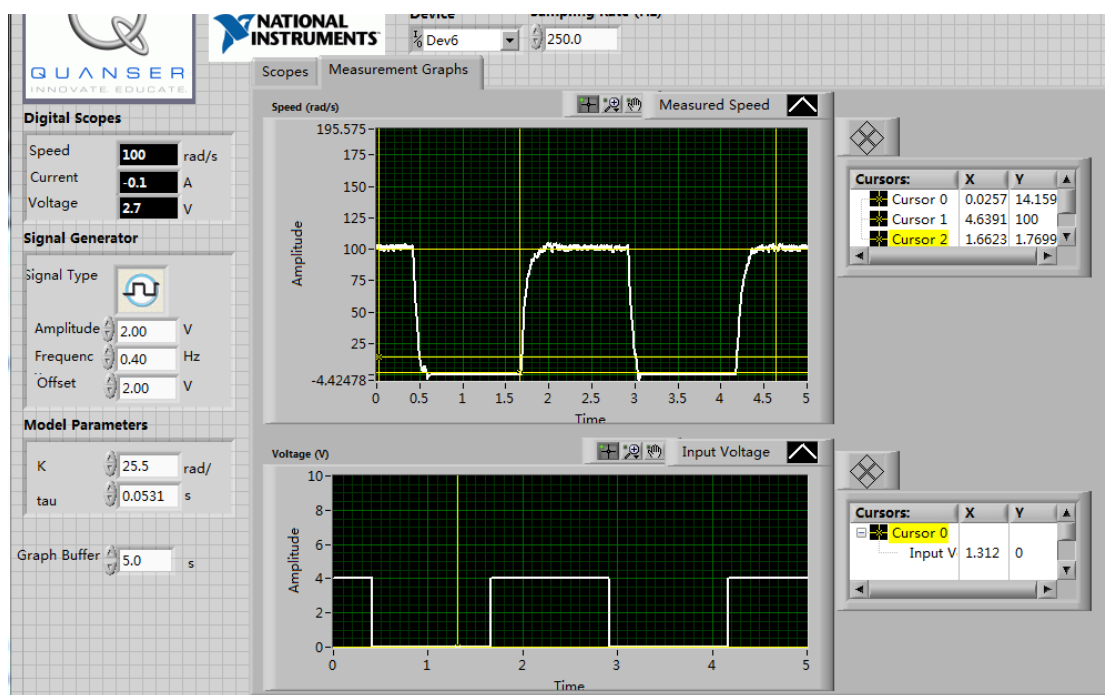 NATIONAL
INSTRUMENTS
Device
Sampling Rate (Hz)
Dev6
250.0
QUANSER
INNOVATE. EDUCATE.
Scopes
Measurement Graphs
Digital Scopes
Speed 100 rad/s
Current -0.1 A
Voltage 2.7 V
Signal Generator
Signal Type
Amplitude 2.00 V
Frequenc 0.40 Hz
Offset 2.00 V
Model Parameters
K 25.5 rad/
tau 0.0531 s
Graph Buffer 5.0 s
Speed (rad/s)
Measured Speed
195.575
175
150
125
100
75
50
25
-4.42478
Amplitude
0 0.5 1 1.5 2 2.5 3 3.5 4 4.5 5
Time
Cursors: X Y
Cursor 0 0.0257 14.159
Cursor 1 4.6391 100
Cursor 2 1.6623 1.7699
Voltage (V)
Input Voltage
10
8
6
4
2
0
Amplitude
0 1 2 3 4 5
Time
Cursors: X Y
Cursor 0
Input V 1.312 0